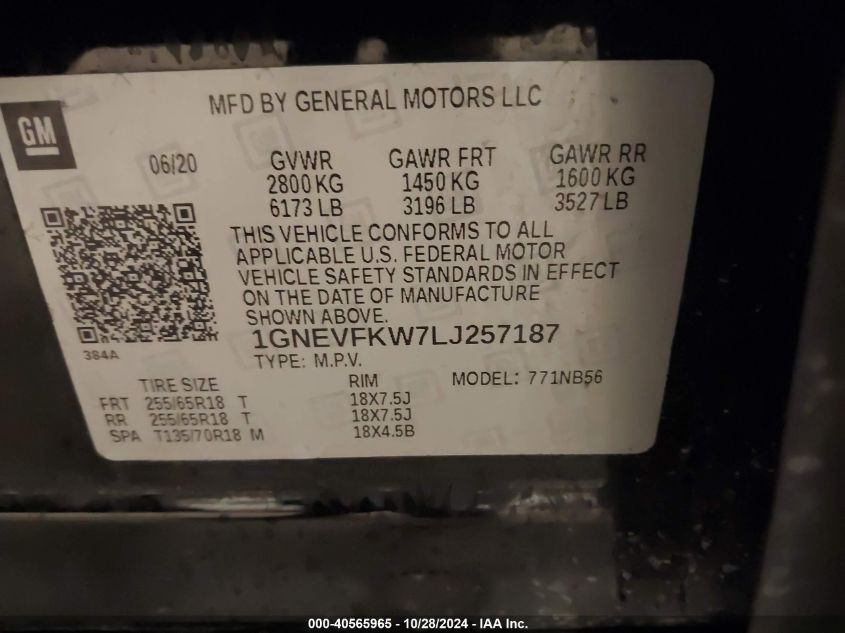 MFD BY GENERAL MOTORS LLC
GM
06/20 GVWR GAWR FRT GAWR RR
2800 KG 1450 KG 1600 KG
6173 LB 3196 LB 3527 LB
THIS VEHICLE CONFORMS TO ALL
APPLICABLE U.S. FEDERAL MOTOR
VEHICLE SAFETY STANDARDS IN EFFECT
ON THE DATE OF MANUFACTURE
SHOWN ABOVE.
1GNEVFKW7LJ257187
384A
TYPE: M.P.V.
TIRE SIZE RIM MODEL: 771NB56
FRT 255/65R18 T 18X7.5J
RR 255/65R18 T 18X7.5J
SPA T135/70R18 M 18X4.5B
000-40565965 - 10/28/2024 - IAA Inc.